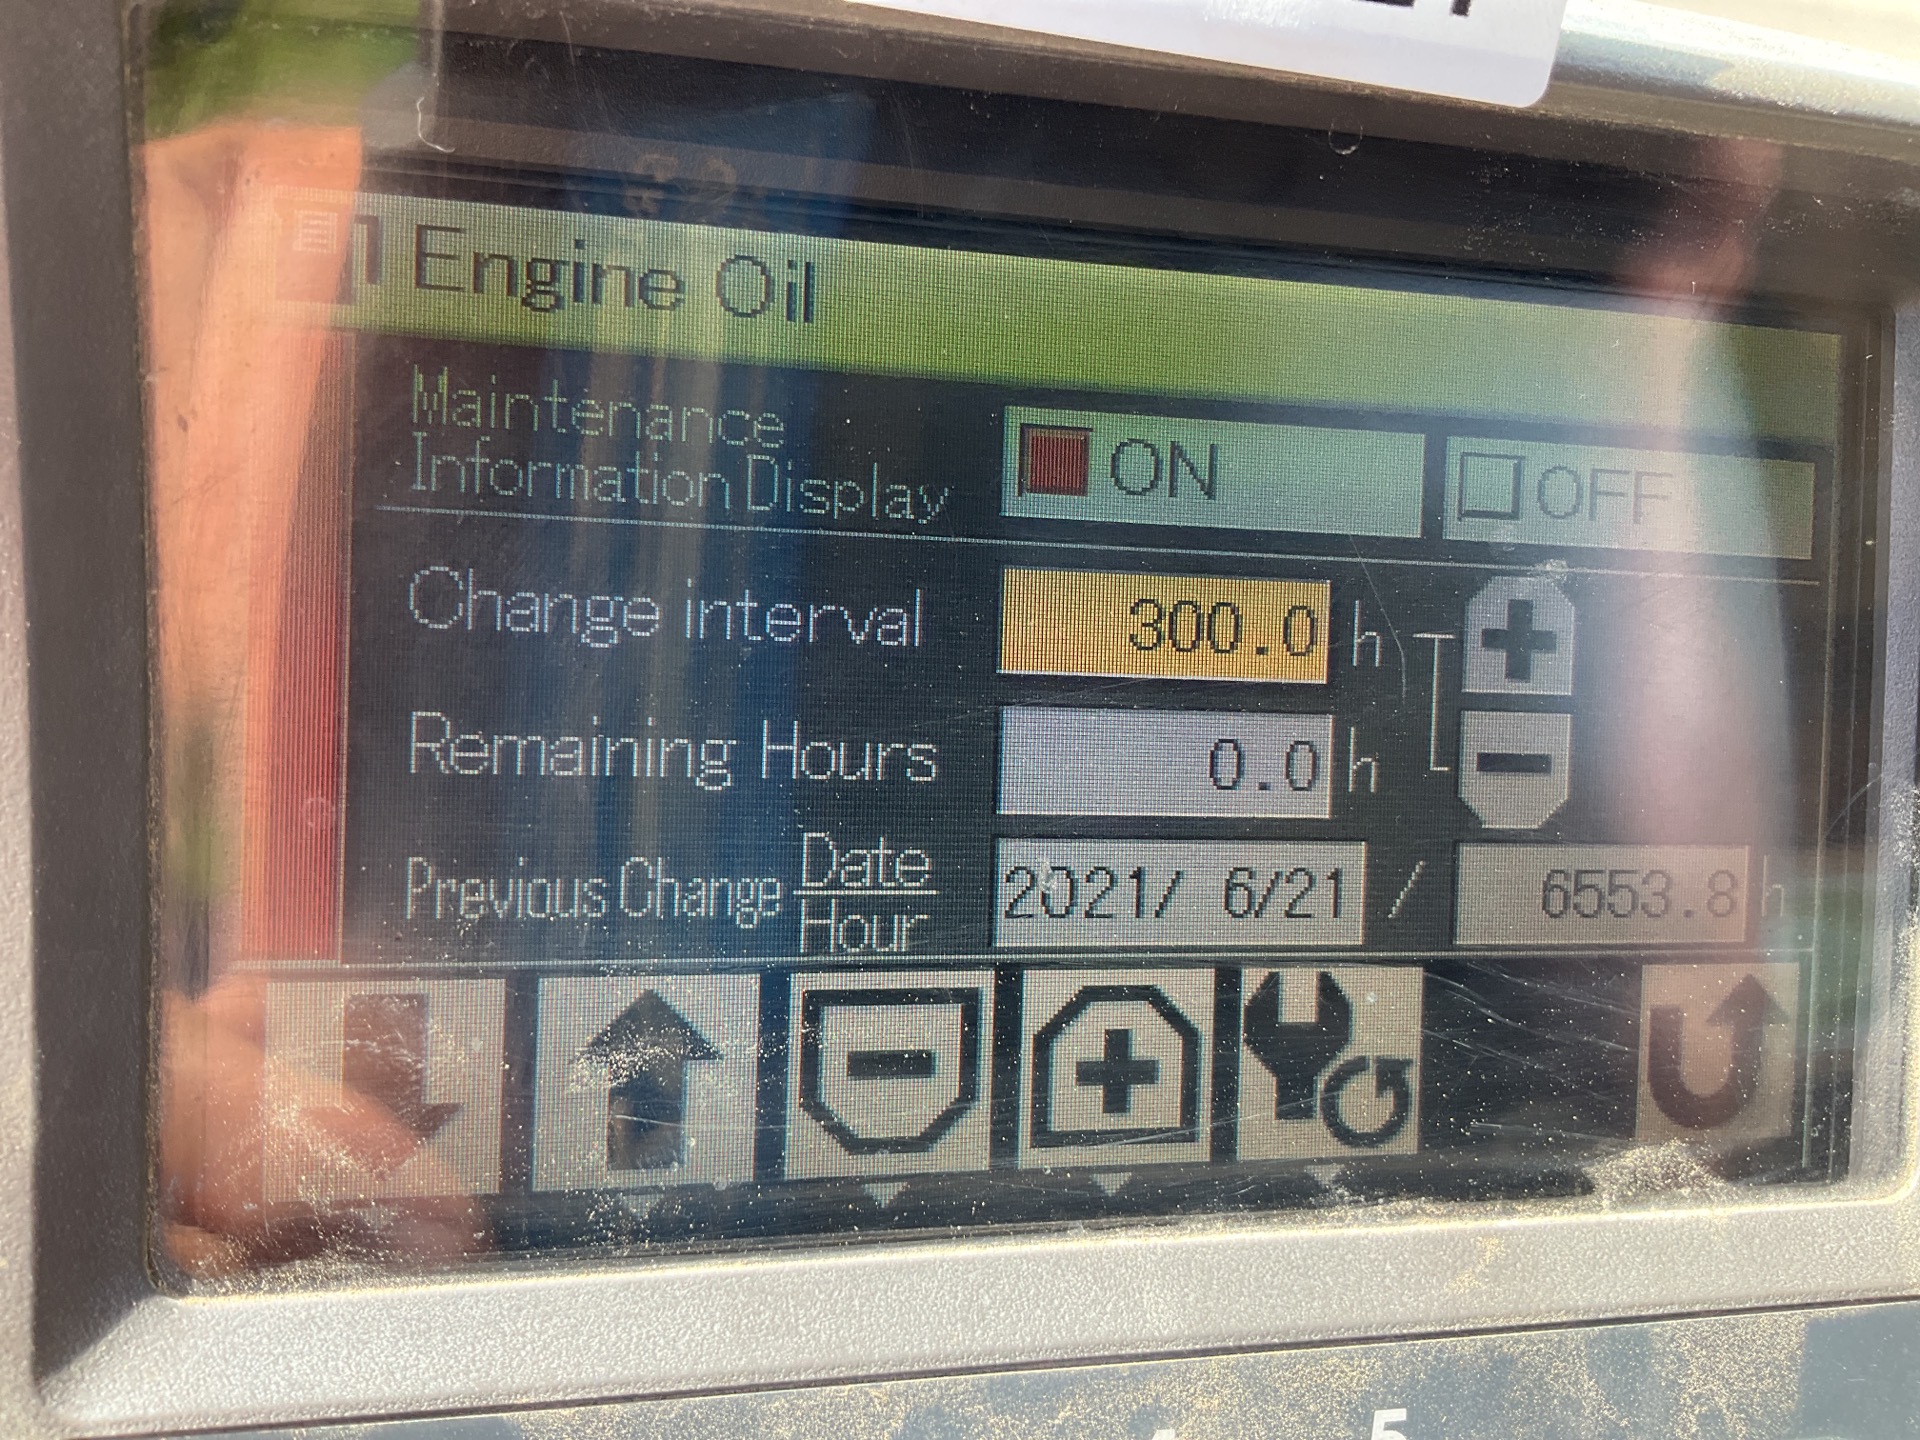 Engine Oil
Maintenance
Information Display
ON
OFF
Change interval
300.0 h
Remaining Hours
0.0 h
Previous Change Date
Hour
2021/ 6/21 / 6553.8 h
5